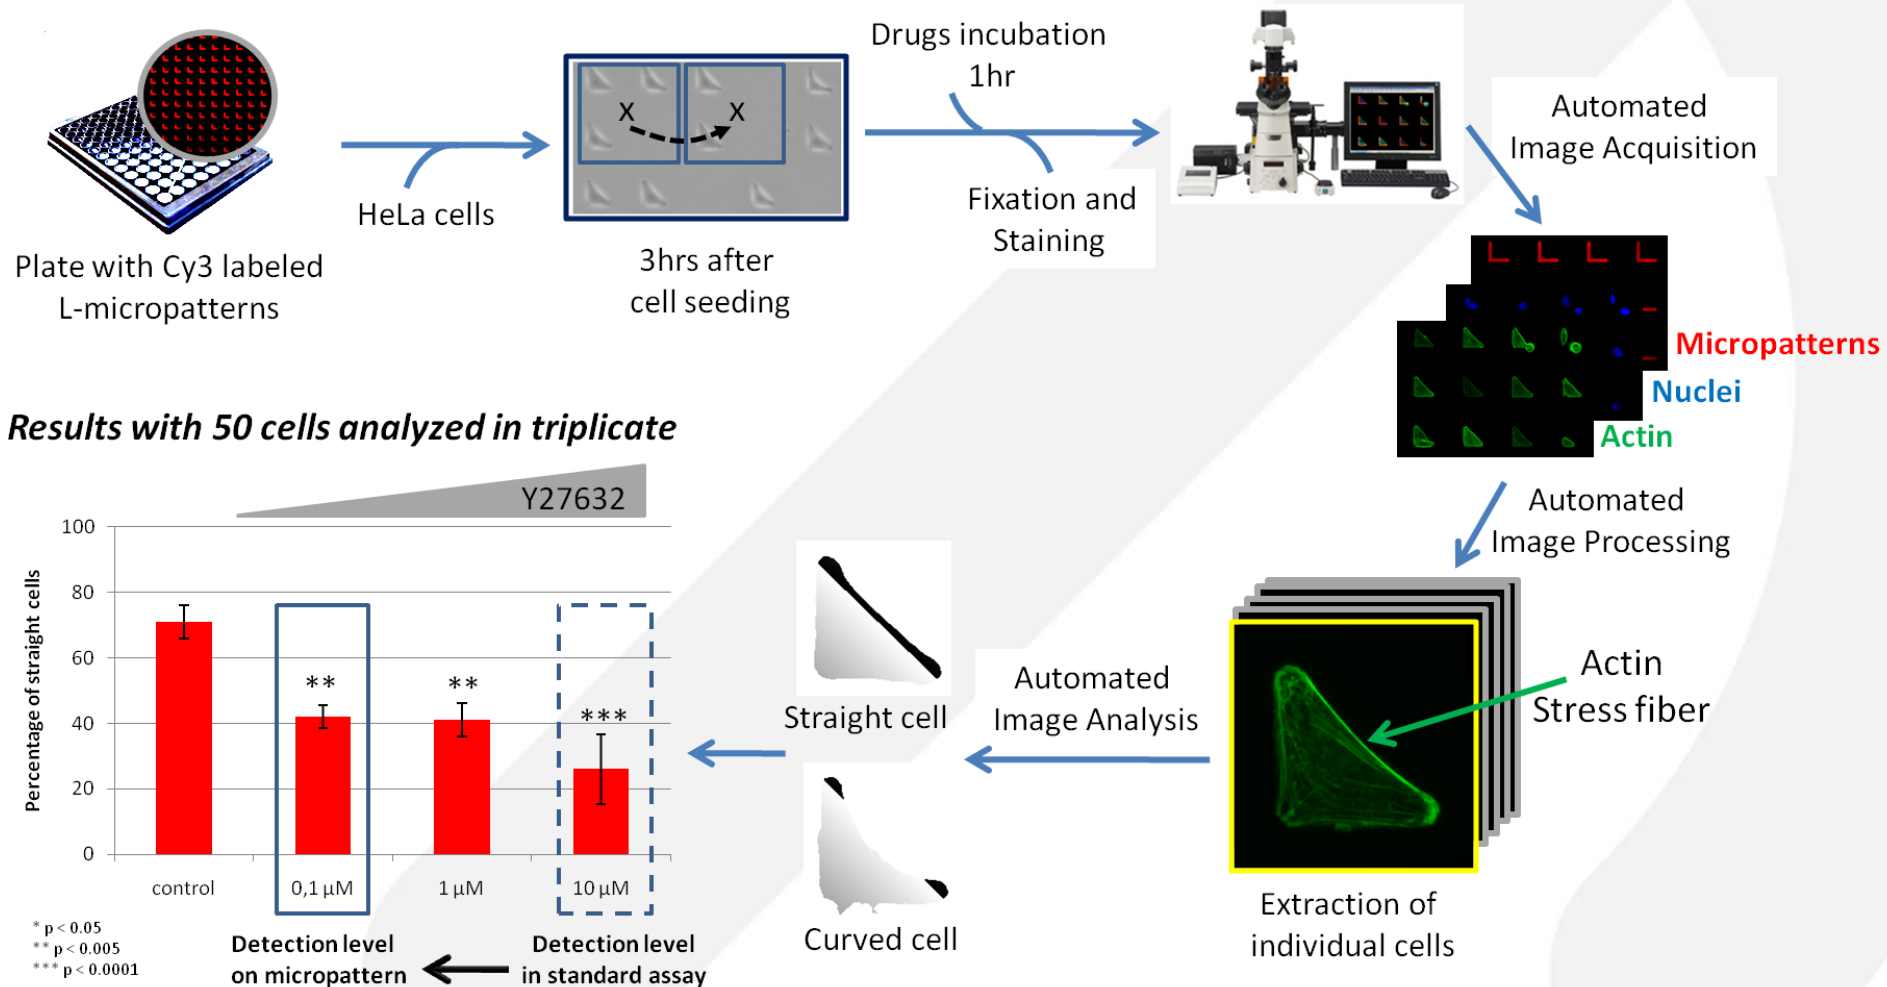 Plate with Cy3 labeled
L-micropatterns
HeLa cells
X
X
3hrs after
cell seeding
Drugs incubation
1hr
Fixation and
Staining
Automated
Image Acquisition
Micropatterns
Nuclei
Actin
Automated
Image Processing
Actin
Stress fiber
Extraction of
individual cells
Automated
Image Analysis
Straight cell
Curved cell
Results with 50 cells analyzed in triplicate
Y27632
Percentage of straight cells
100
80
60
40
20
0
**
**
***
control
0,1 µM
1 µM
10 µM
* p < 0.05
** p < 0.005
*** p < 0.0001
Detection level
on micropattern
Detection level
in standard assay